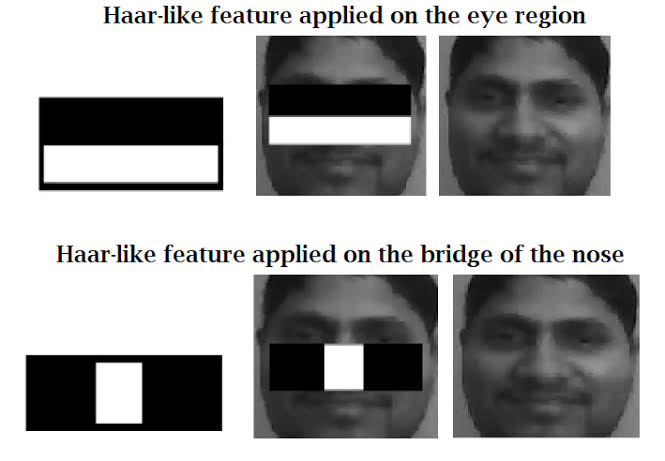 Haar-like feature applied on the eye region
Haar-like feature applied on the bridge of the nose